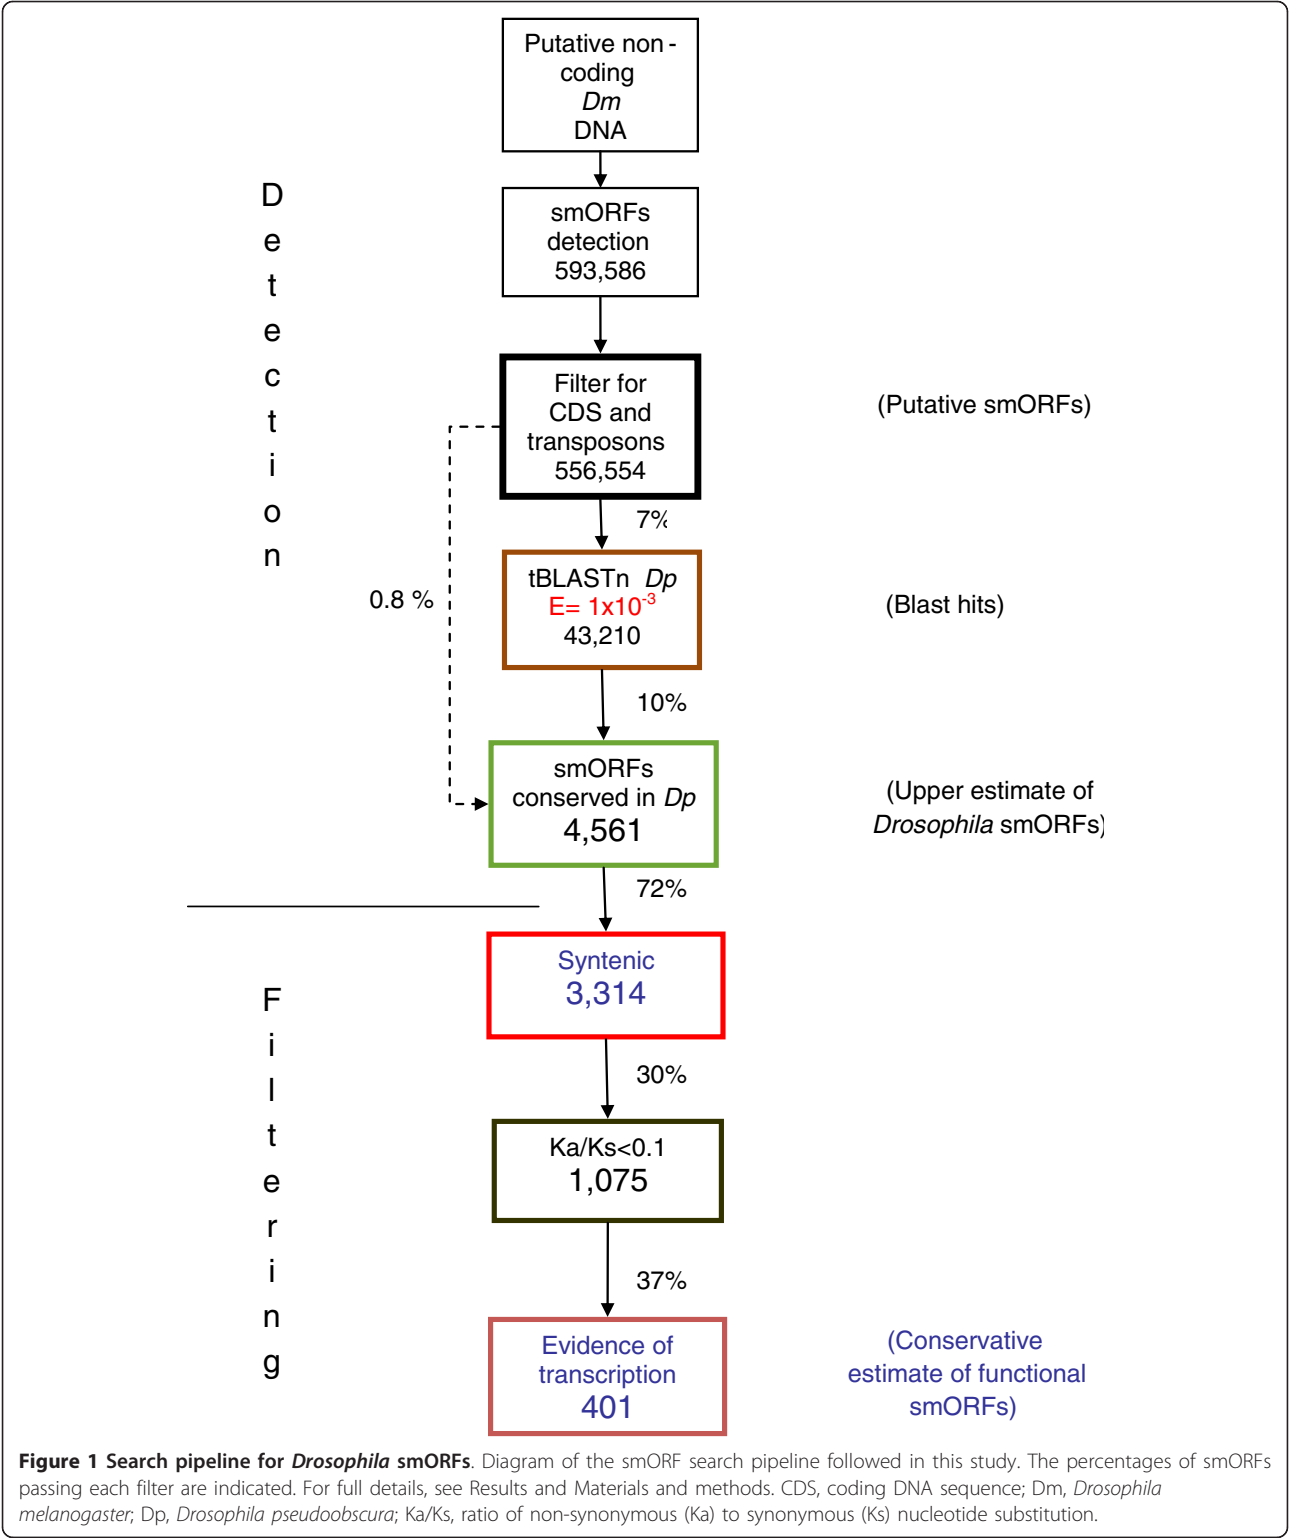 Putative non-
coding
Dm
DNA
smORFs
detection
593,586
Detection
Filter for
CDS and
transposons
556,554
(Putative smORFs)
7%
tBLASTn Dp
E= 1x10-3
43,210
(Blast hits)
0.8 %
10%
smORFs
conserved in Dp
4,561
(Upper estimate of
Drosophila smORFs)
72%
Syntenic
3,314
Filtering
30%
Ka/Ks<0.1
1,075
37%
Evidence of
transcription
401
(Conservative
estimate of functional
smORFs)
Figure 1 Search pipeline for Drosophila smORFs. Diagram of the smORF search pipeline followed in this study. The percentages of smORFs
passing each filter are indicated. For full details, see Results and Materials and methods. CDS, coding DNA sequence; Dm, Drosophila
melanogaster; Dp, Drosophila pseudoobscura; Ka/Ks, ratio of non-synonymous (Ka) to synonymous (Ks) nucleotide substitution.